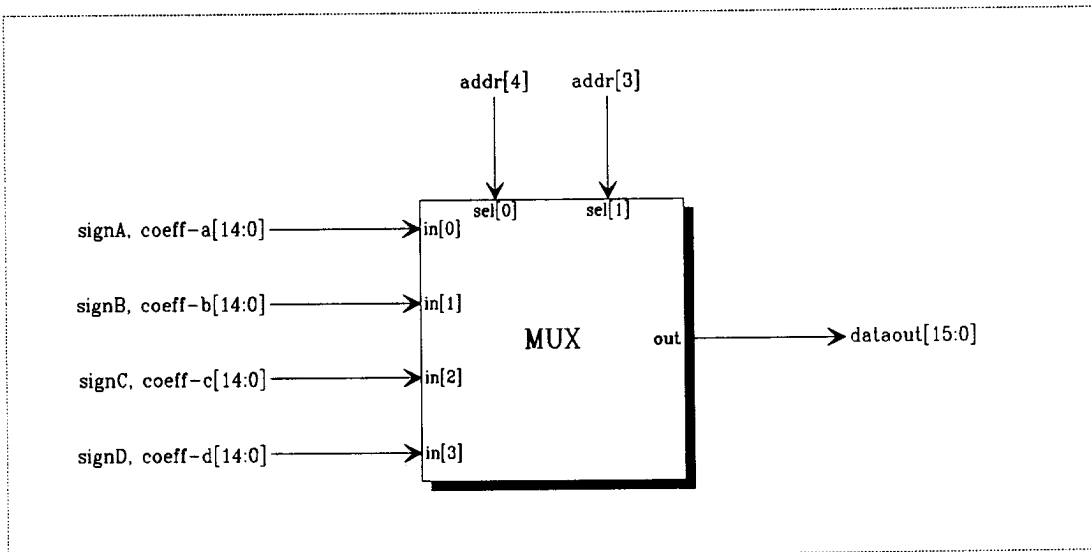 addr[4] addr[3]
sel[0] sel[1]
signA, coeff-a[14:0] in[0]
signB, coeff-b[14:0] in[1]
MUX out dataout[15:0]
signC, coeff-c[14:0] in[2]
signD, coeff-d[14:0] in[3]